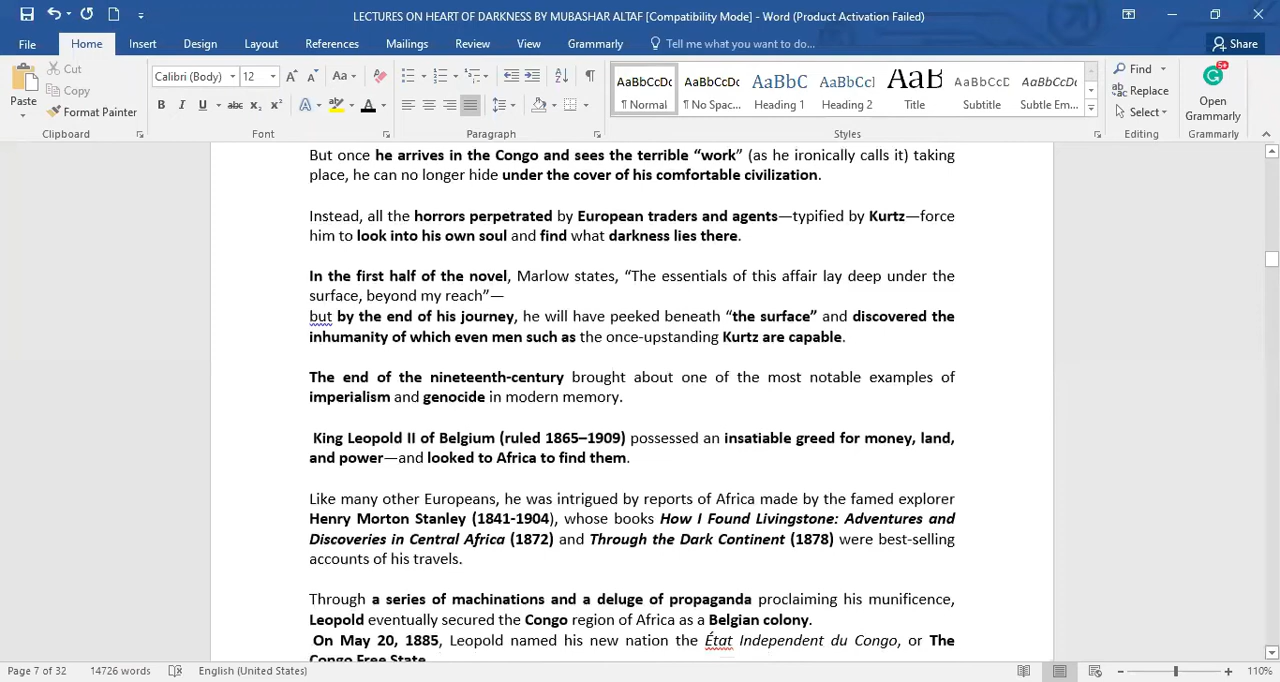 LECTURES ON HEART OF DARKNESS BY MUBASHAR ALTAF [Compatibility Mode] - Word (Product Activation Failed)
File Home Insert Design Layout References Mailings Review View Grammarly Tell me what you want to do... Share
Paste Cut Copy Format Painter
Clipboard
Calibri (Body) 12
Font
Paragraph
AaBbCcDc AaBbCcDc AaBbC AaBbCcl AaB AaBbCcDc AaBbCcDc
¶ Normal ¶ No Spac... Heading 1 Heading 2 Title Subtitle Subtle Em...
Styles
Find
Replace
Select
Editing
Open
Grammarly
Grammarly
But once he arrives in the Congo and sees the terrible “work” (as he ironically calls it) taking
place, he can no longer hide under the cover of his comfortable civilization.
Instead, all the horrors perpetrated by European traders and agents—typified by Kurtz—force
him to look into his own soul and find what darkness lies there.
In the first half of the novel, Marlow states, “The essentials of this affair lay deep under the
surface, beyond my reach”—
but by the end of his journey, he will have peeked beneath “the surface” and discovered the
inhumanity of which even men such as the once-upstanding Kurtz are capable.
The end of the nineteenth-century brought about one of the most notable examples of
imperialism and genocide in modern memory.
King Leopold II of Belgium (ruled 1865–1909) possessed an insatiable greed for money, land,
and power—and looked to Africa to find them.
Like many other Europeans, he was intrigued by reports of Africa made by the famed explorer
Henry Morton Stanley (1841-1904), whose books How I Found Livingstone: Adventures and
Discoveries in Central Africa (1872) and Through the Dark Continent (1878) were best-selling
accounts of his travels.
Through a series of machinations and a deluge of propaganda proclaiming his munificence,
Leopold eventually secured the Congo region of Africa as a Belgian colony.
On May 20, 1885, Leopold named his new nation the État Independent du Congo, or The
Congo Free State.
Page 7 of 32 14726 words English (United States) 110%